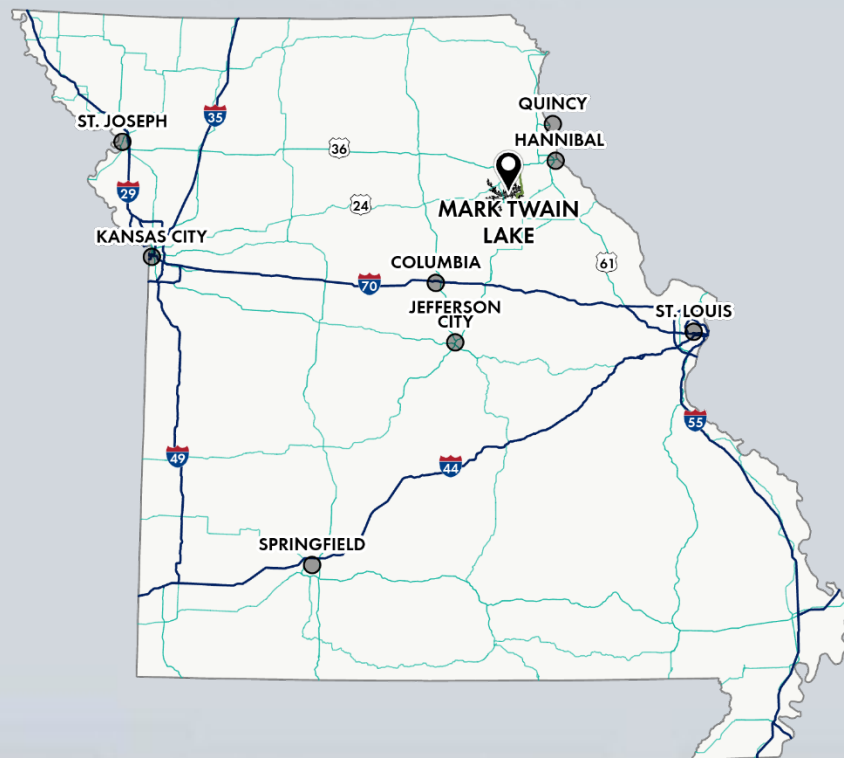 QUINCY
35
ST. JOSEPH
HANNIBAL
36
29
24
MARK TWAIN
LAKE
KANSAS CITY
COLUMBIA
61
70
JEFFERSON
CITY
ST. LOUIS
55
49
44
SPRINGFIELD